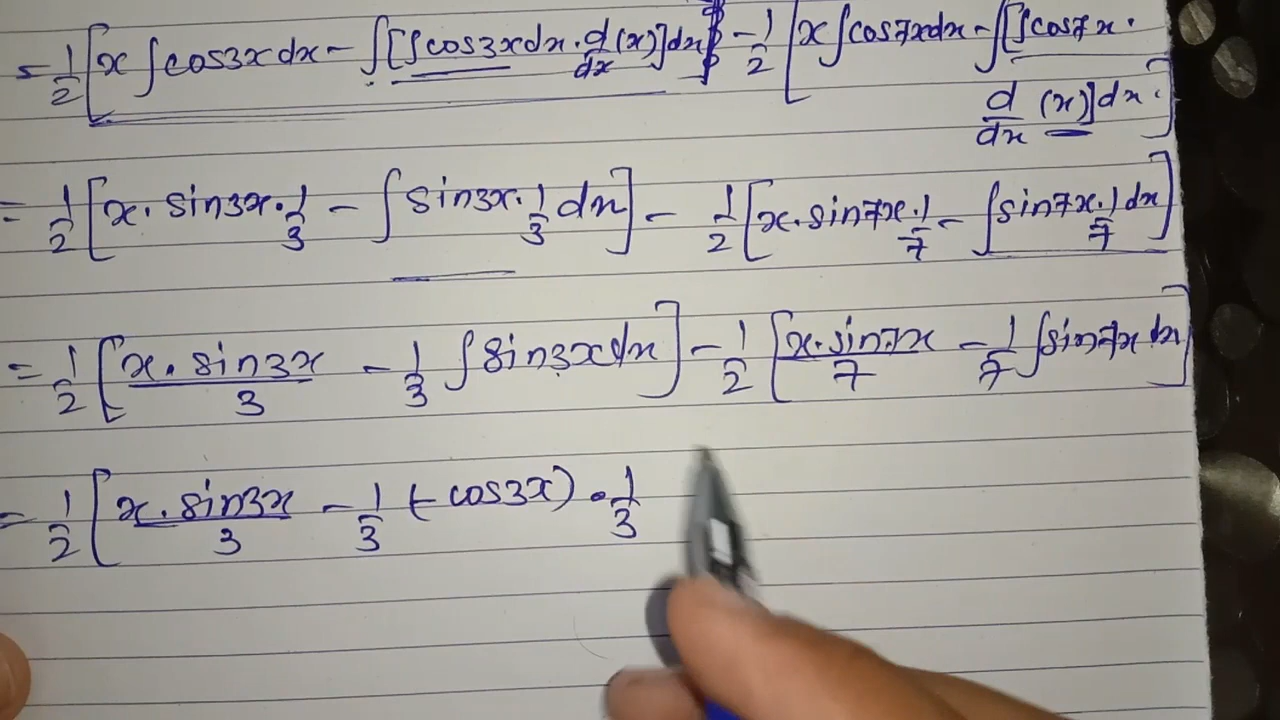 = 1/2 [x ∫cos3x dx - ∫[∫cos3x dx · d/dx (x)] dx] - 1/2 [x ∫cos7x dx - ∫[∫cos7x ·
d/dx (x)] dx ·]
= 1/2 [x · sin3x · 1/3 - ∫sin3x · 1/3 dx] - 1/2 [x · sin7x · 1/7 - ∫sin7x · 1/7 dx]
= 1/2 [x · sin3x / 3 - 1/3 ∫sin3x dx] - 1/2 [x · sin7x / 7 - 1/7 ∫sin7x dx]
= 1/2 [x · sin3x / 3 - 1/3 (-cos3x) · 1/3